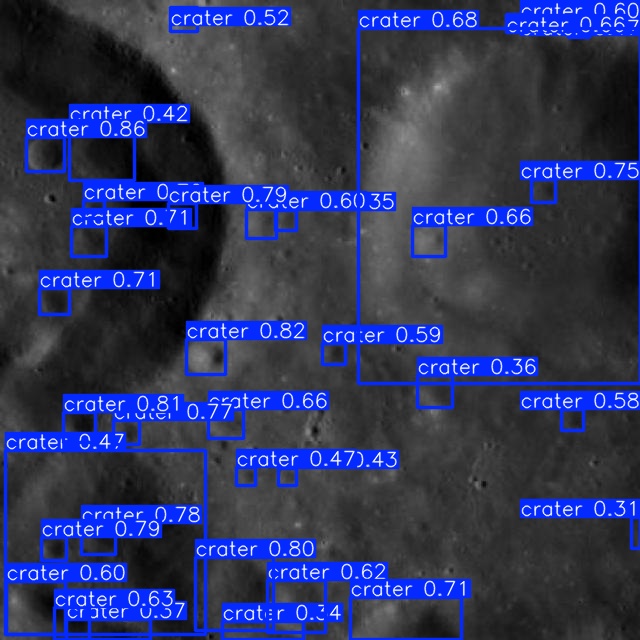 crater 0.60
crater 0.52
crater 0.68
crater 0.42
crater 0.86
crater 0.75
crater 0.79
crater 0.60
0.35
crater 0.71
crater 0.66
crater 0.71
crater 0.82
crater 0.59
crater 0.36
crater 0.81
crater 0.66
crater 0.58
crater 0.77
crater 0.47
crater 0.47
0.43
crater 0.31
crater 0.78
crater 0.79
crater 0.80
crater 0.60
crater 0.62
crater 0.71
crater 0.63
crater 0.37
crater 0.34